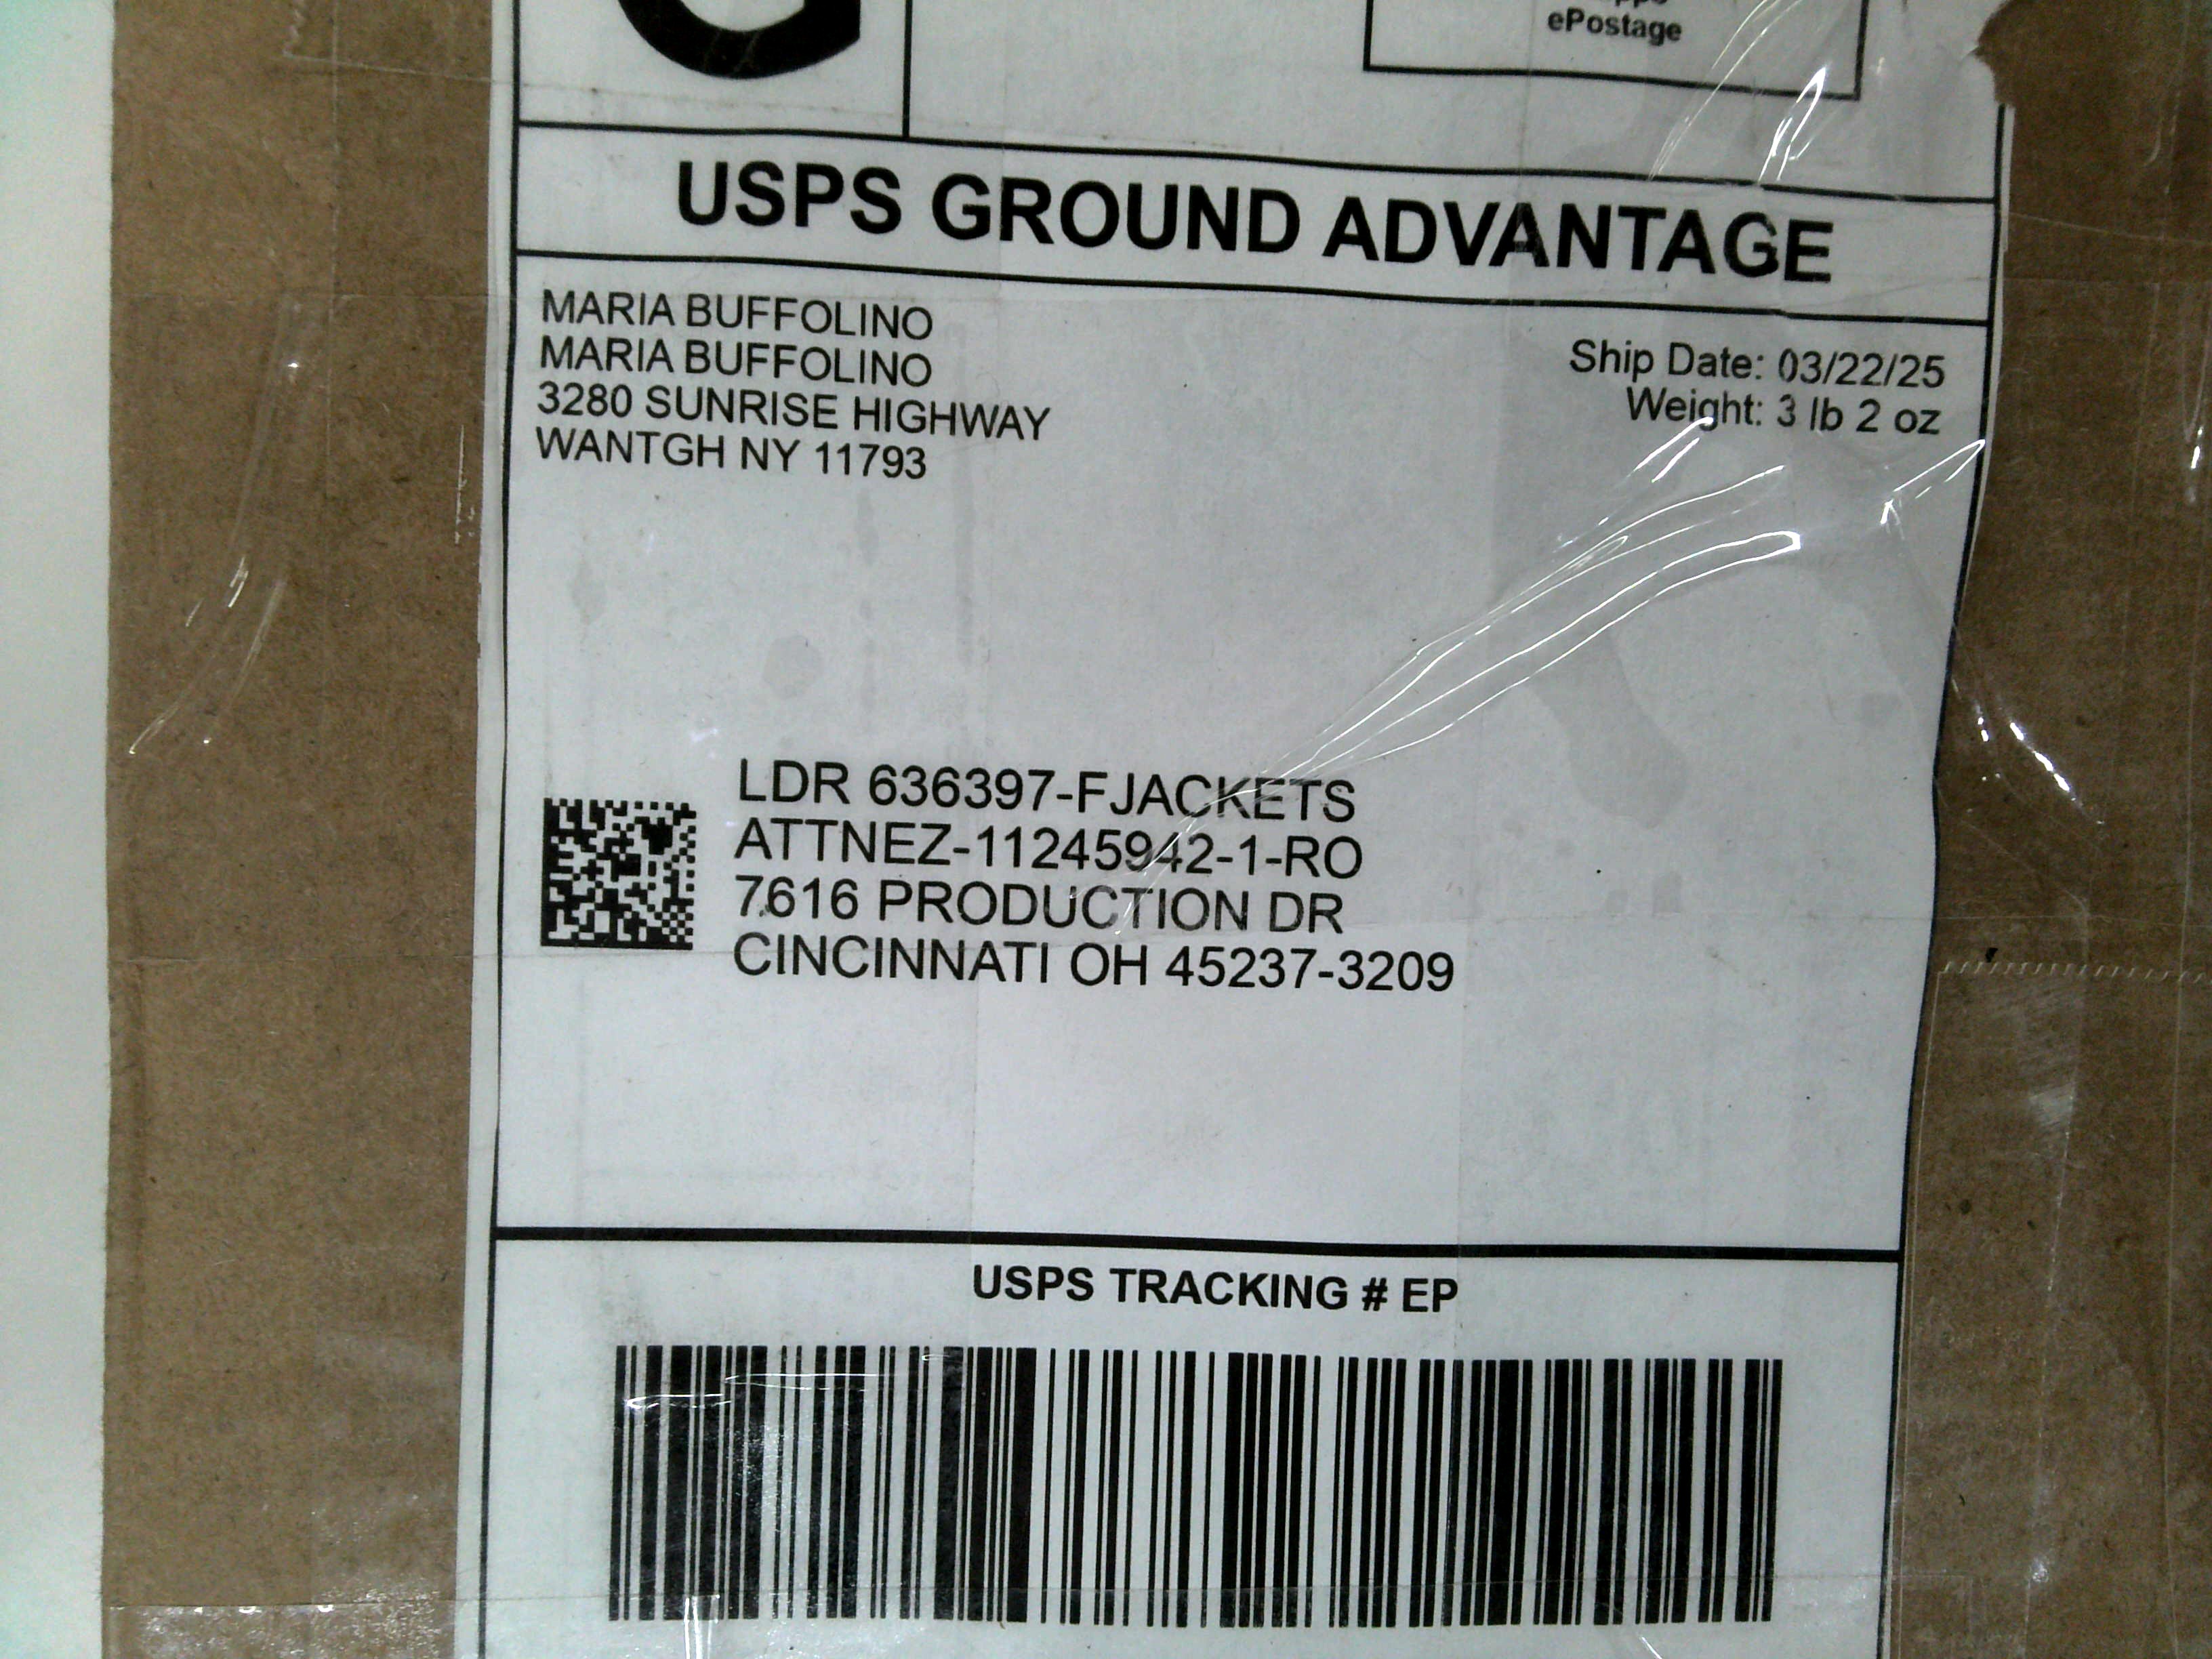 G
ePostage
USPS GROUND ADVANTAGE
MARIA BUFFOLINO
MARIA BUFFOLINO
3280 SUNRISE HIGHWAY
WANTGH NY 11793
Ship Date: 03/22/25
Weight: 3 lb 2 oz
LDR 636397-FJACKETS
ATTNEZ-11245942-1-RO
7616 PRODUCTION DR
CINCINNATI OH 45237-3209
USPS TRACKING # EP